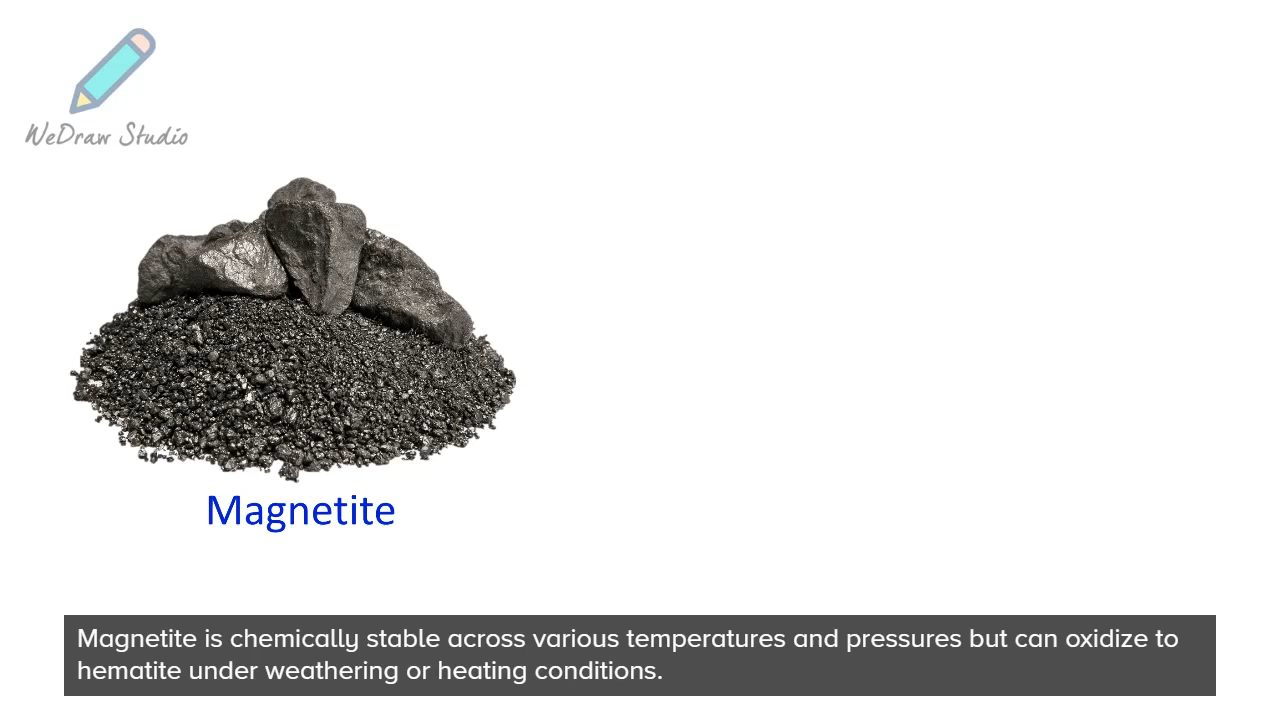 WeDraw Studio
Magnetite
Magnetite is chemically stable across various temperatures and pressures but can oxidize to
hematite under weathering or heating conditions.